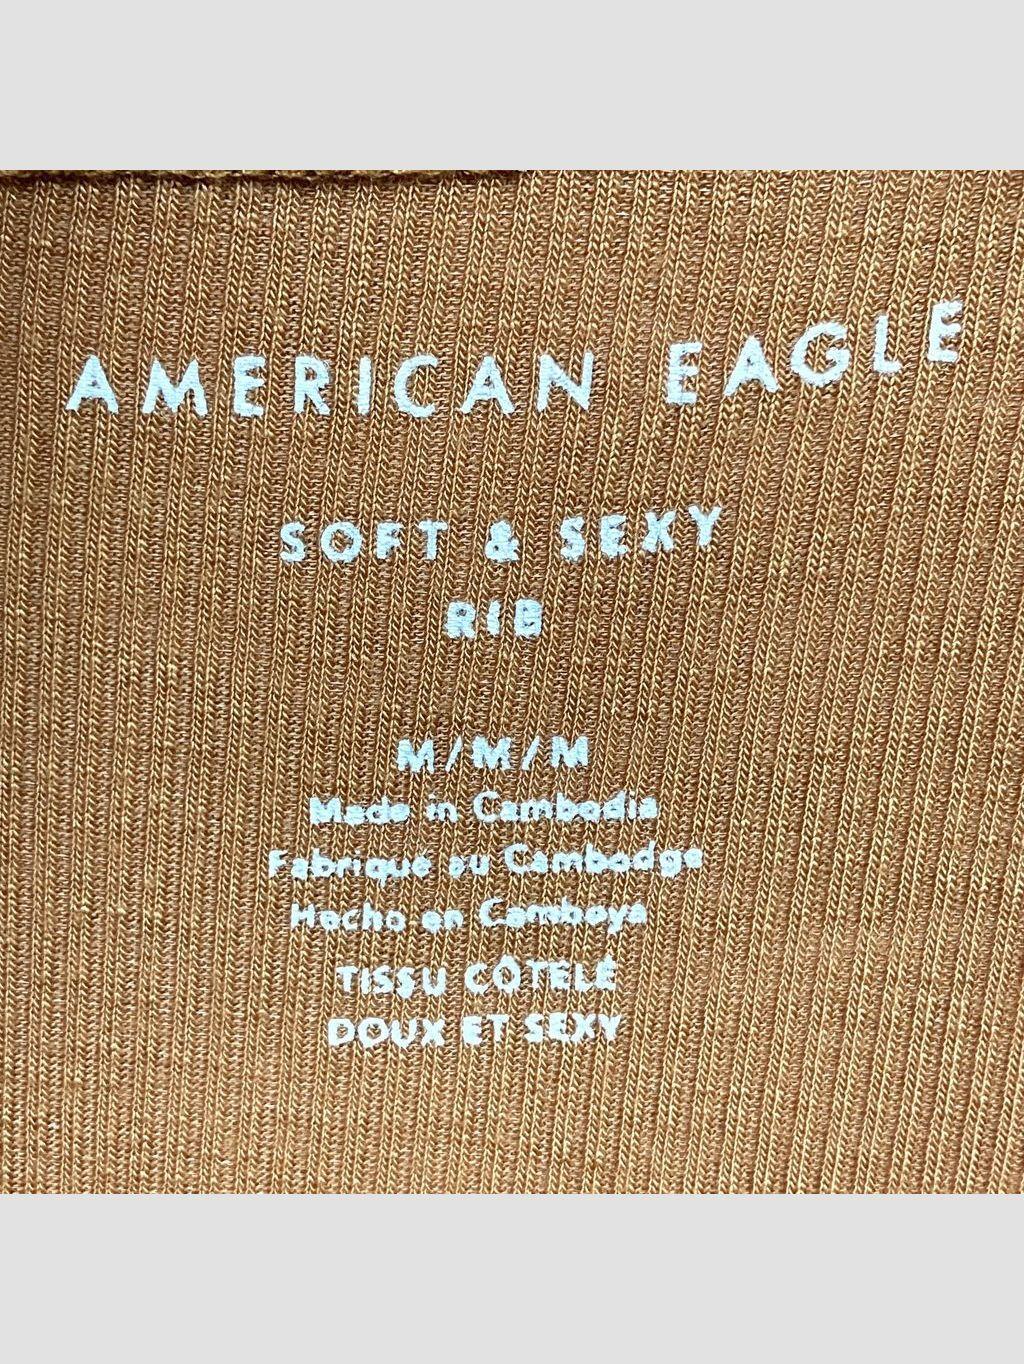 AMERICAN EAGLE
SOFT & SEXY
RIB
M/M/M
Made in Cambodia
Fabriqué au Cambodge
Hecho en Camboya
TISSU CÔTELÉ
DOUX ET SEXY